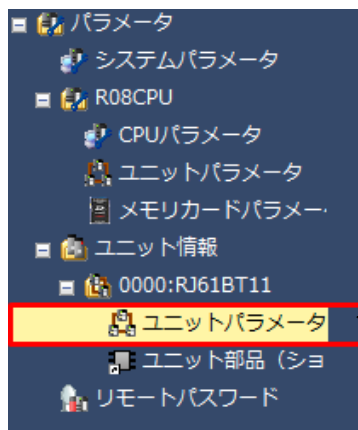 パラメータ
システムパラメータ
R08CPU
CPUパラメータ
ユニットパラメータ
メモリカードパラメー
ユニット情報
0000:RJ61BT11
ユニットパラメータ
ユニット部品（ショ
リモートパスワード